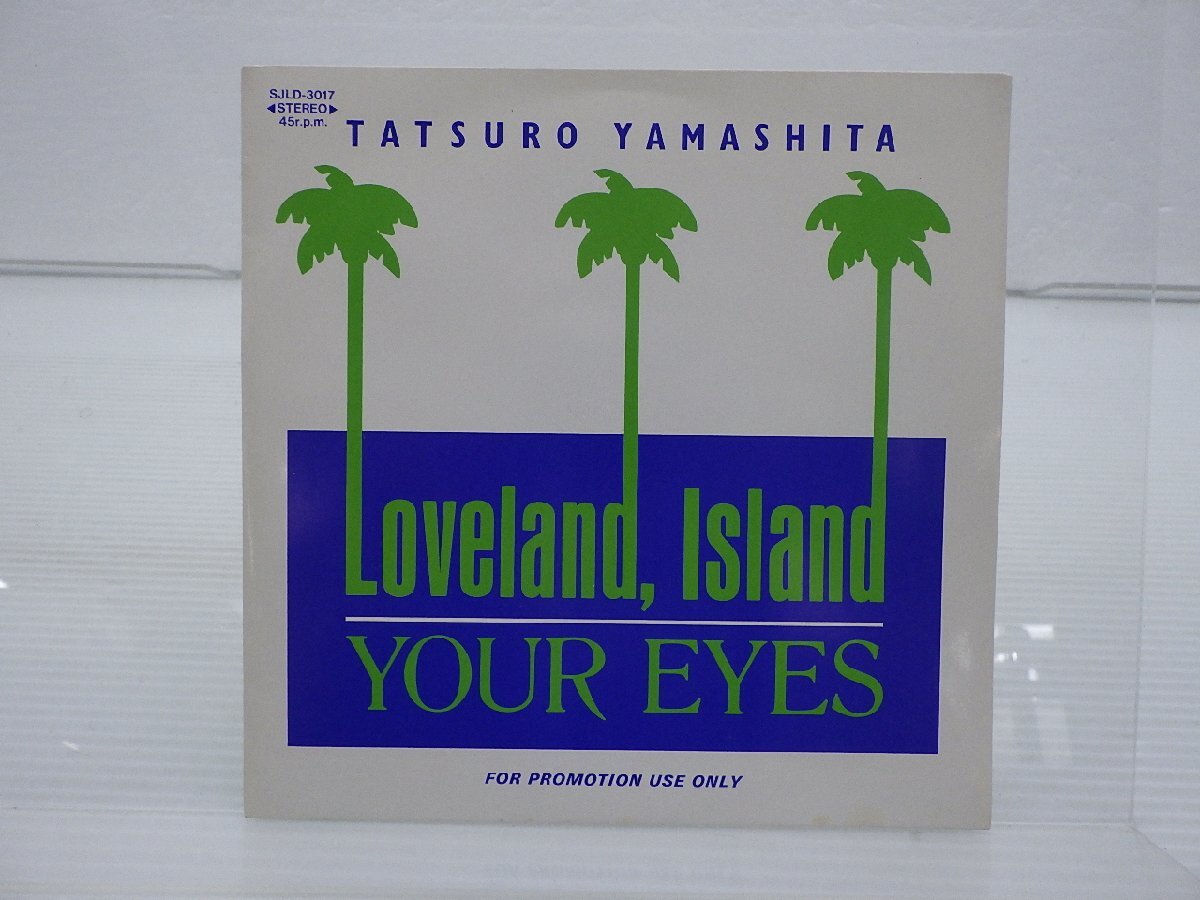 SJLD-3017
◀STEREO▶
45r.p.m.
TATSURO YAMASHITA
Loveland, Island
YOUR EYES
FOR PROMOTION USE ONLY